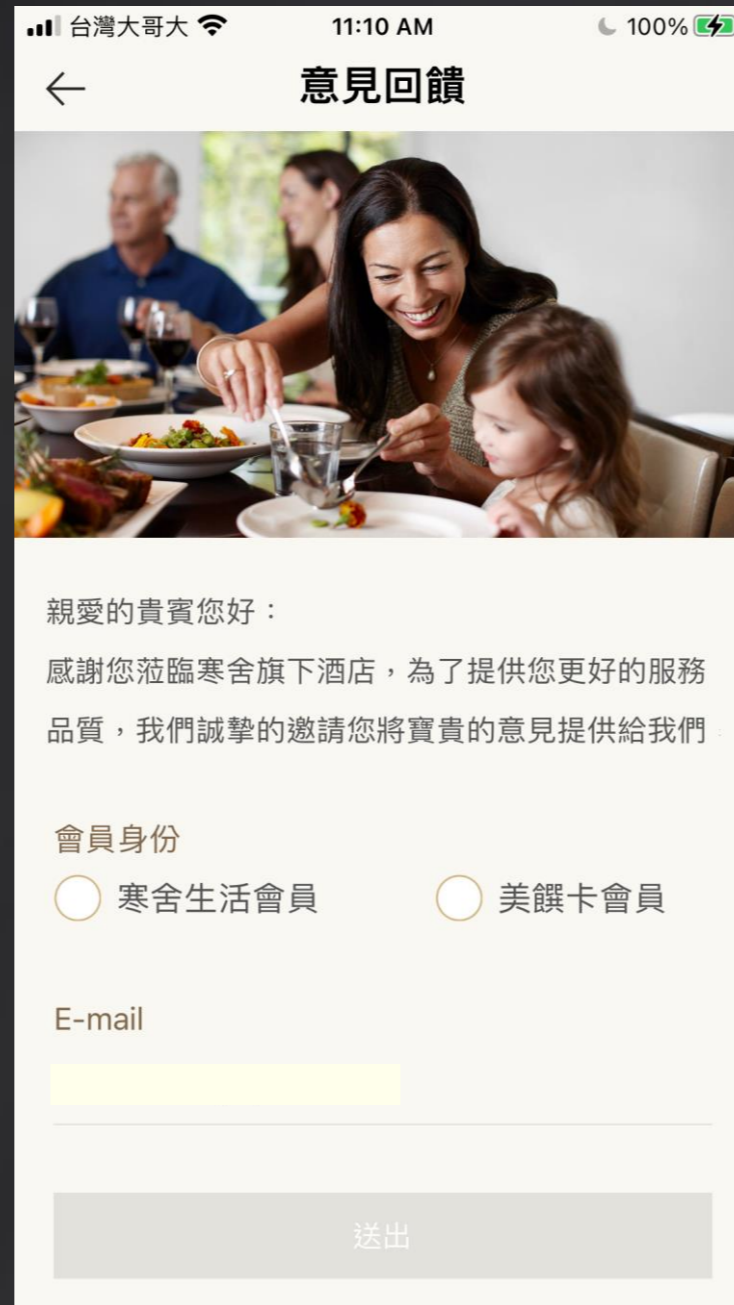 台灣大哥大
11:10 AM
100%
意見回饋
親愛的貴賓您好：
感謝您蒞臨寒舍旗下酒店，為了提供您更好的服務
品質，我們誠摯的邀請您將寶貴的意見提供給我們
會員身份
寒舍生活會員
美饌卡會員
E-mail
送出